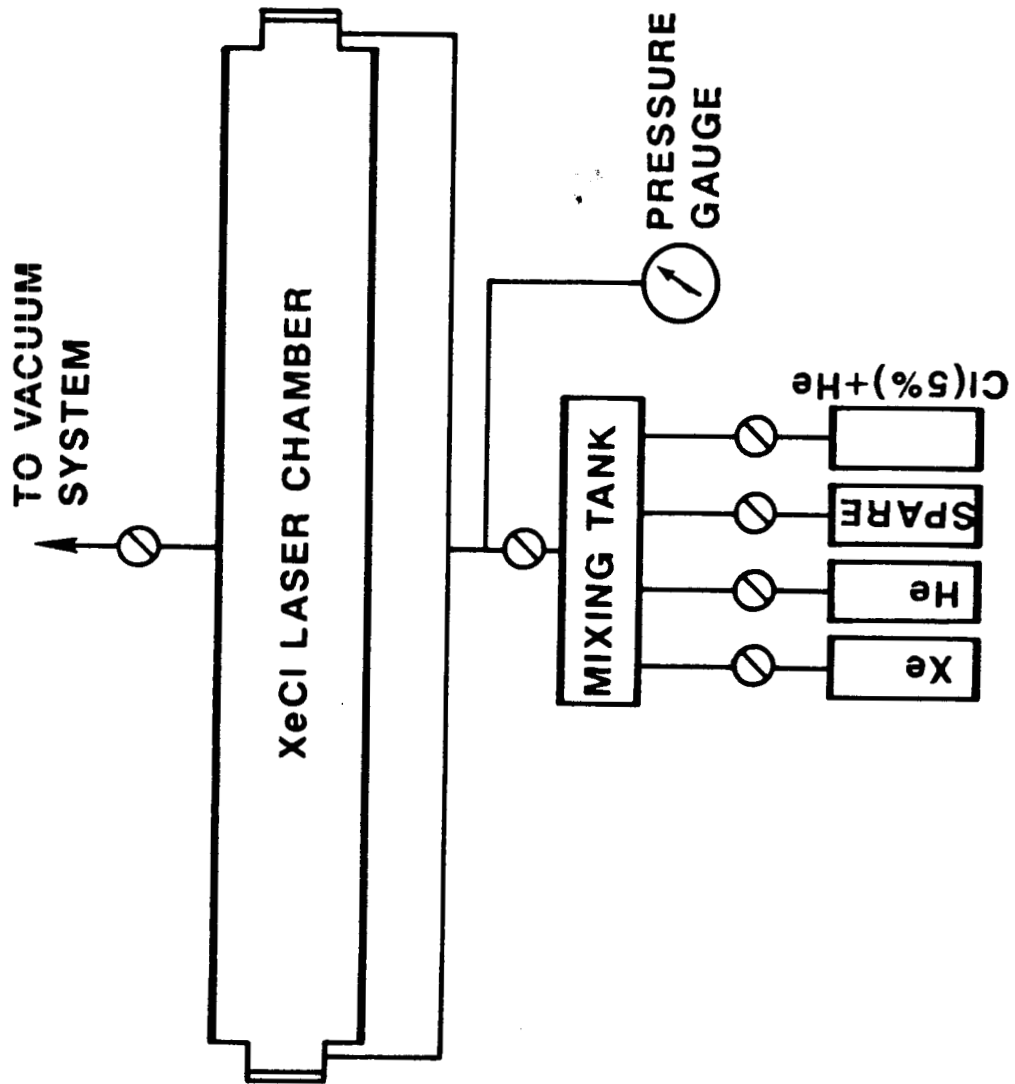 TO VACUUM
SYSTEM
XeCl LASER CHAMBER
PRESSURE
GAUGE
MIXING TANK
Xe
He
SPARE
Cl(5%)+He